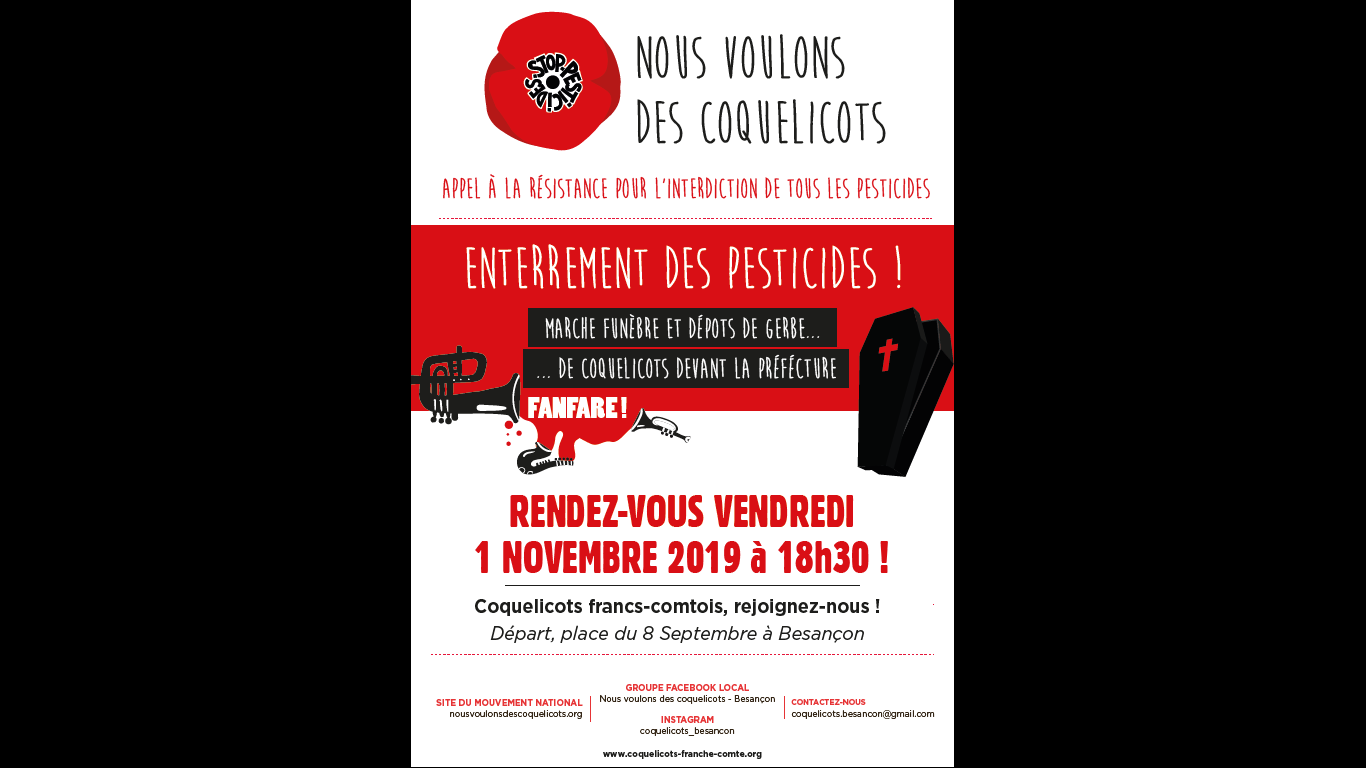 STOP PESTICIDES
NOUS VOULONS
DES COQUELICOTS
APPEL À LA RÉSISTANCE POUR L'INTERDICTION DE TOUS LES PESTICIDES
ENTERREMENT DES PESTICIDES !
MARCHE FUNÈBRE ET DÉPOTS DE GERBE...
... DE COQUELICOTS DEVANT LA PRÉFÉCTURE
FANFARE !
RENDEZ-VOUS VENDREDI
1 NOVEMBRE 2019 à 18h30 !
Coquelicots francs-comtois, rejoignez-nous !
Départ, place du 8 Septembre à Besançon
SITE DU MOUVEMENT NATIONAL
nousvoulonsdescoquelicots.org
GROUPE FACEBOOK LOCAL
Nous voulons des coquelicots - Besançon
INSTAGRAM
coquelicots_besancon
CONTACTEZ-NOUS
coquelicots.besancon@gmail.com
www.coquelicots-franche-comte.org